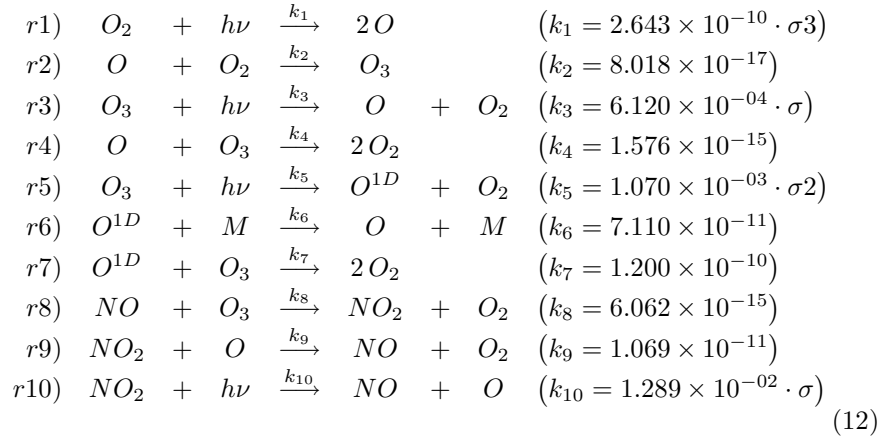 r1) O₂ + hν →^{k₁} 2 O (k₁ = 2.643 × 10⁻¹⁰ · σ3)
r2) O + O₂ →^{k₂} O₃ (k₂ = 8.018 × 10⁻¹⁷)
r3) O₃ + hν →^{k₃} O + O₂ (k₃ = 6.120 × 10⁻⁰⁴ · σ)
r4) O + O₃ →^{k₄} 2 O₂ (k₄ = 1.576 × 10⁻¹⁵)
r5) O₃ + hν →^{k₅} O^{1D} + O₂ (k₅ = 1.070 × 10⁻⁰³ · σ2)
r6) O^{1D} + M →^{k₆} O + M (k₆ = 7.110 × 10⁻¹¹)
r7) O^{1D} + O₃ →^{k₇} 2 O₂ (k₇ = 1.200 × 10⁻¹⁰)
r8) NO + O₃ →^{k₈} NO₂ + O₂ (k₈ = 6.062 × 10⁻¹⁵)
r9) NO₂ + O →^{k₉} NO + O₂ (k₉ = 1.069 × 10⁻¹¹)
r10) NO₂ + hν →^{k₁₀} NO + O (k₁₀ = 1.289 × 10⁻⁰² · σ)
(12)